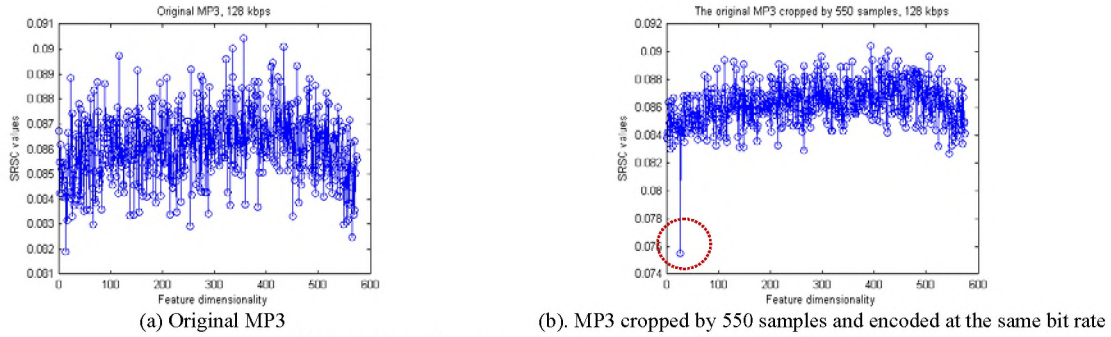 Original MP3, 128 kbps
0.091
0.09
0.089
0.088
0.087
0.086
0.085
0.084
0.083
0.082
0.081
SRSC values
0 100 200 300 400 500 600
Feature dimensionality
(a) Original MP3
The original MP3 cropped by 550 samples, 128 kbps
0.092
0.09
0.088
0.086
0.084
0.082
0.08
0.078
0.076
0.074
SRSC values
0 100 200 300 400 500 600
Feature dimensionality
(b). MP3 cropped by 550 samples and encoded at the same bit rate